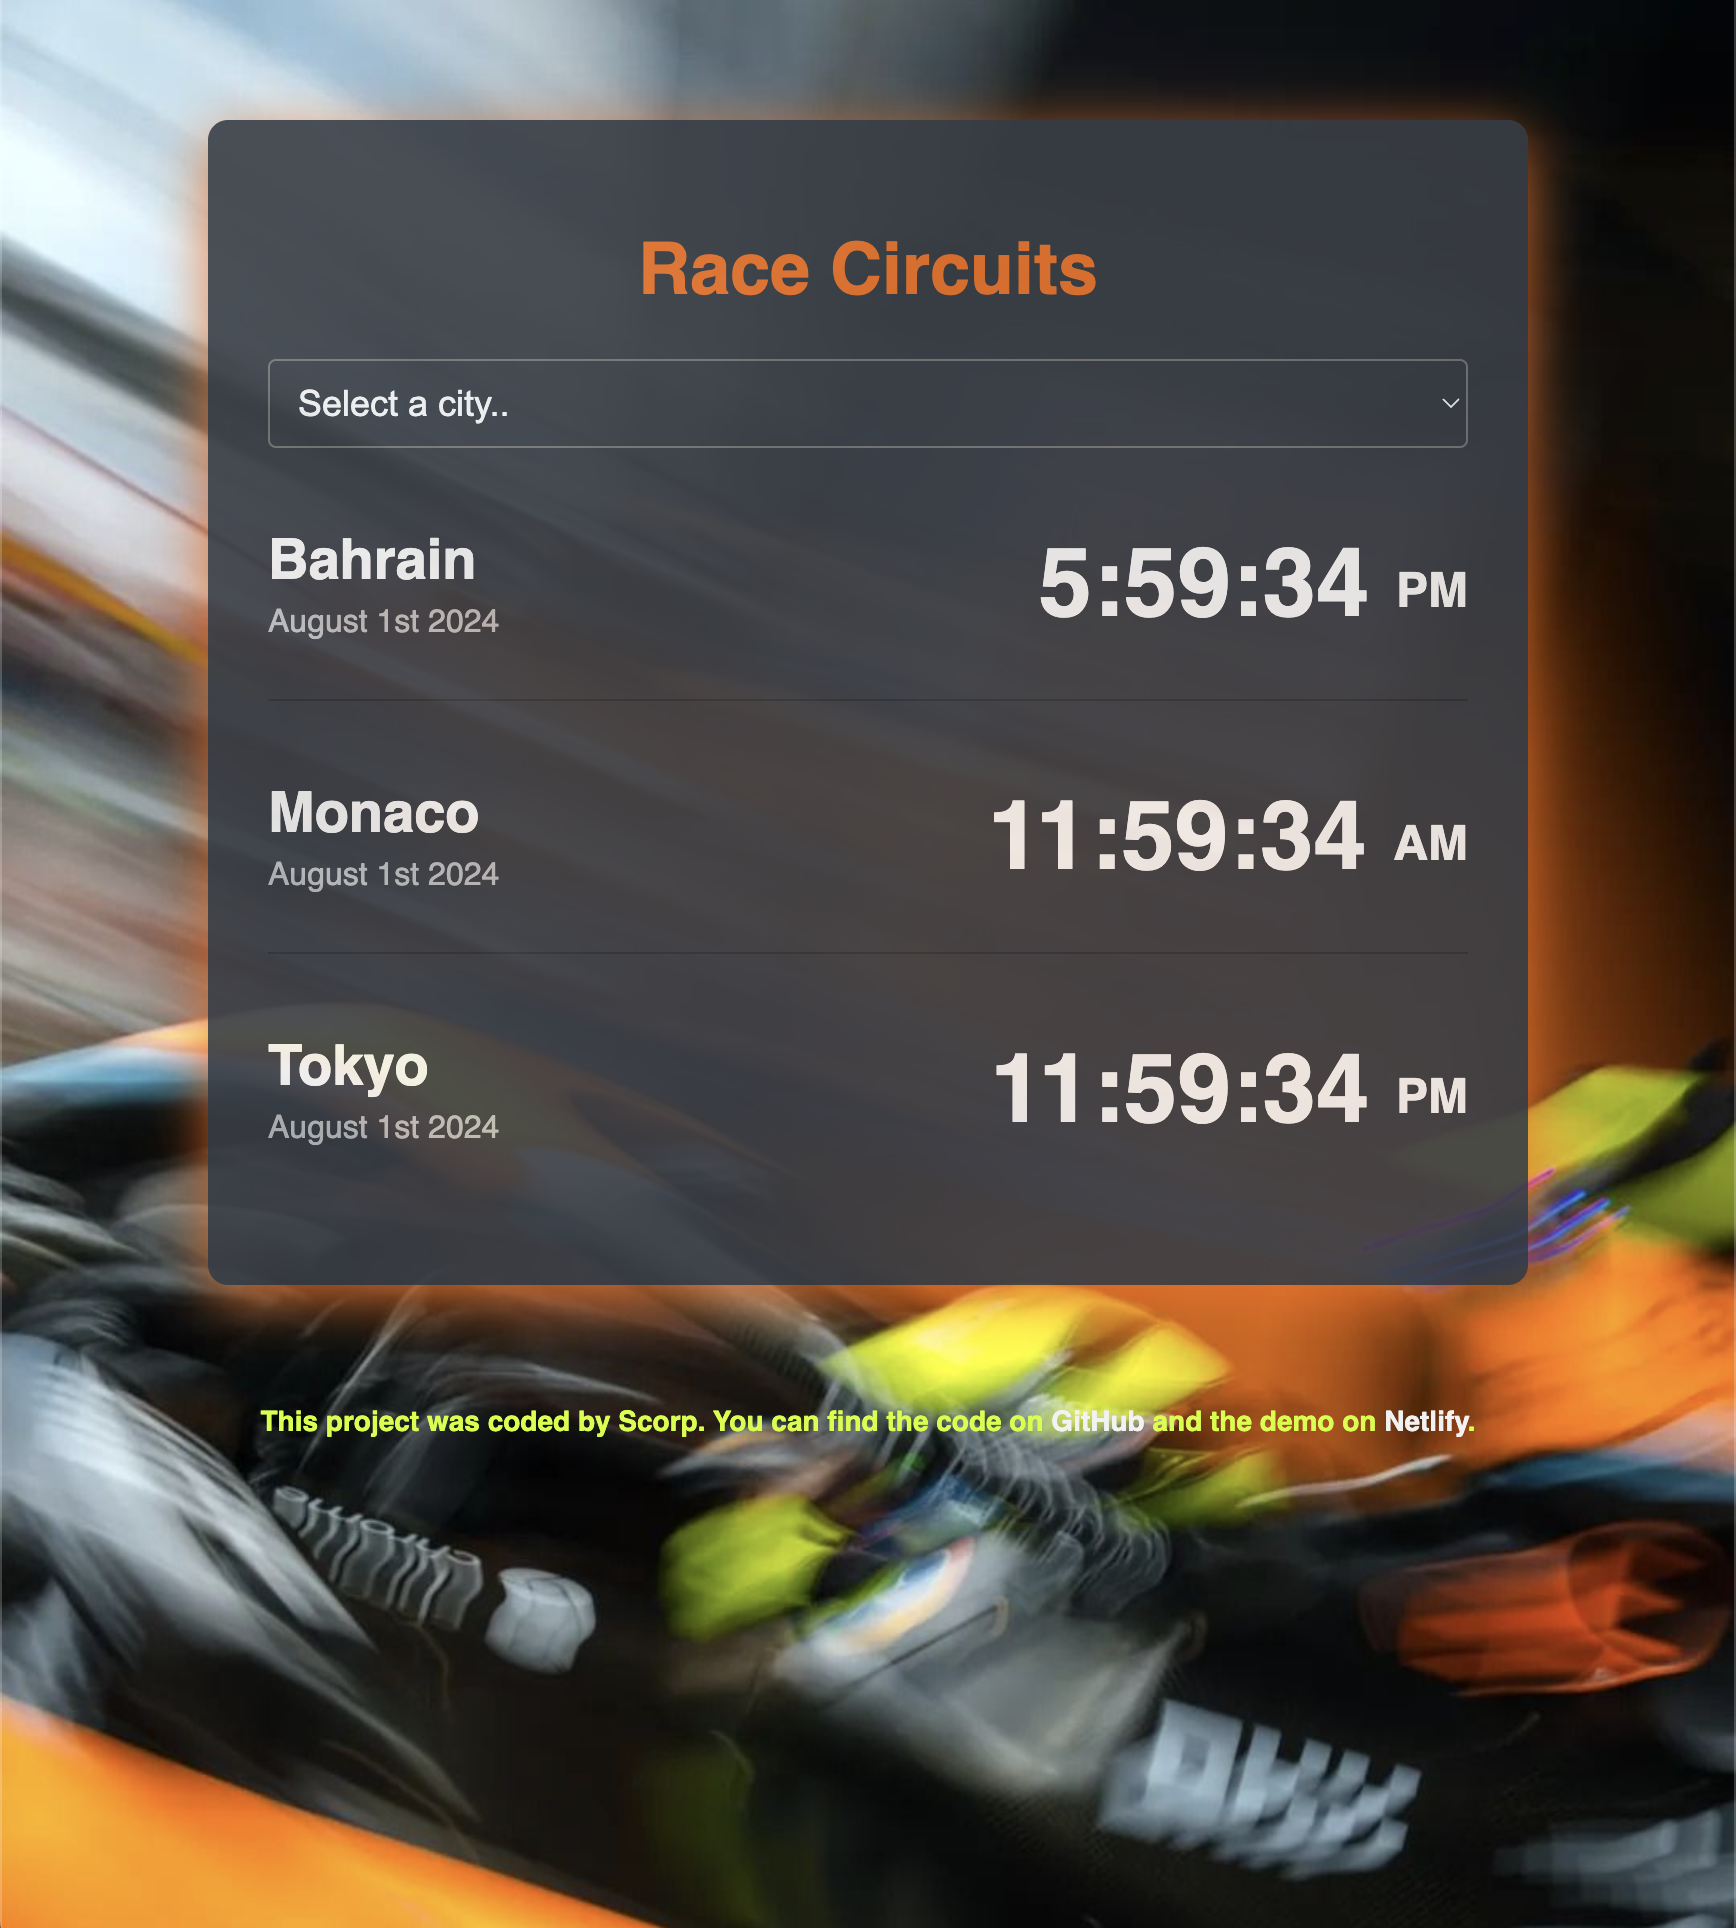 Race Circuits
Select a city..
Bahrain
5:59:34 PM
August 1st 2024
Monaco
11:59:34 AM
August 1st 2024
Tokyo
11:59:34 PM
August 1st 2024
This project was coded by Scorp. You can find the code on GitHub and the demo on Netlify.